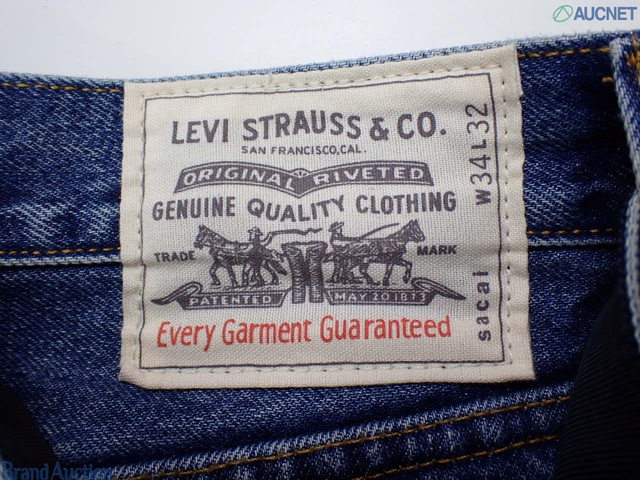 AUCNET
LEVI STRAUSS & CO.
SAN FRANCISCO, CAL.
ORIGINAL RIVETED
GENUINE QUALITY CLOTHING
TRADE MARK
PATENTED MAY 20 1873
Every Garment Guaranteed
sacai W34L32
Brand Auction